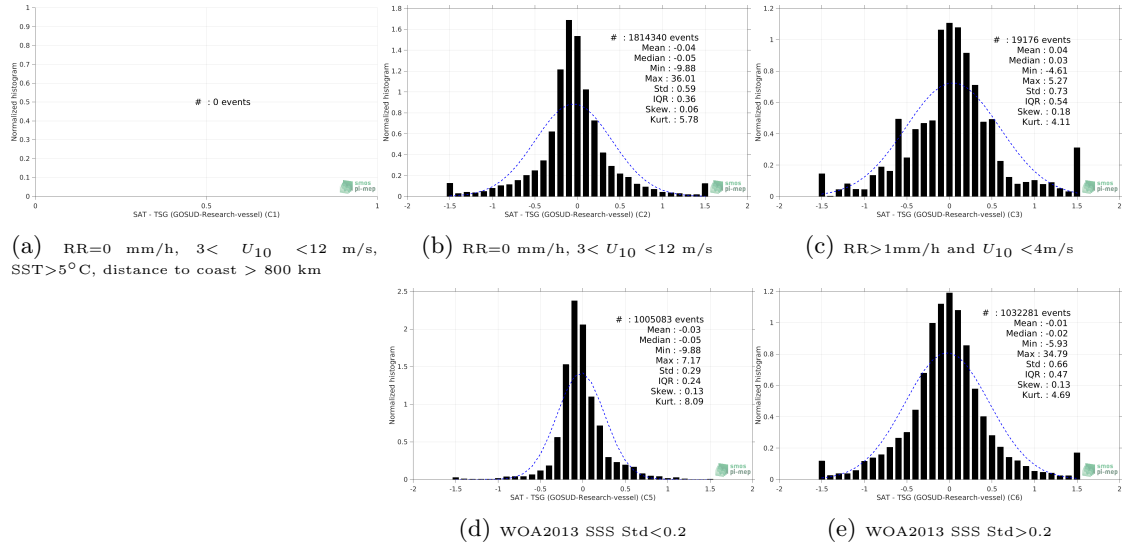 1
0.9
0.8
0.7
0.6
0.5
0.4
0.3
0.2
0.1
0
Normalized histogram
# : 0 events
smos
pi-mep
0 0.5 1
SAT - TSG (GOSUD-Research-vessel) (C1)
(a) RR=0 mm/h, 3< U10 <12 m/s,
SST>5°C, distance to coast > 800 km
1.8
1.6
1.4
1.2
1
0.8
0.6
0.4
0.2
0
Normalized histogram
# : 1814340 events
Mean : -0.04
Median : -0.05
Min : -9.88
Max : 36.01
Std : 0.59
IQR : 0.36
Skew. : 0.06
Kurt. : 5.78
smos
pi-mep
-2 -1.5 -1 -0.5 0 0.5 1 1.5 2
SAT - TSG (GOSUD-Research-vessel) (C2)
(b) RR=0 mm/h, 3< U10 <12 m/s
1.2
1
0.8
0.6
0.4
0.2
0
Normalized histogram
# : 19176 events
Mean : 0.04
Median : 0.03
Min : -4.61
Max : 5.27
Std : 0.73
IQR : 0.54
Skew. : 0.18
Kurt. : 4.11
smos
pi-mep
-2 -1.5 -1 -0.5 0 0.5 1 1.5 2
SAT - TSG (GOSUD-Research-vessel) (C3)
(c) RR>1mm/h and U10 <4m/s
2.5
2
1.5
1
0.5
0
Normalized histogram
# : 1005083 events
Mean : -0.03
Median : -0.05
Min : -9.88
Max : 7.17
Std : 0.29
IQR : 0.24
Skew. : 0.13
Kurt. : 8.09
smos
pi-mep
-2 -1.5 -1 -0.5 0 0.5 1 1.5 2
SAT - TSG (GOSUD-Research-vessel) (C5)
(d) WOA2013 SSS Std<0.2
1.2
1
0.8
0.6
0.4
0.2
0
Normalized histogram
# : 1032281 events
Mean : -0.01
Median : -0.02
Min : -5.93
Max : 34.79
Std : 0.66
IQR : 0.47
Skew. : 0.13
Kurt. : 4.69
smos
pi-mep
-2 -1.5 -1 -0.5 0 0.5 1 1.5 2
SAT - TSG (GOSUD-Research-vessel) (C6)
(e) WOA2013 SSS Std>0.2